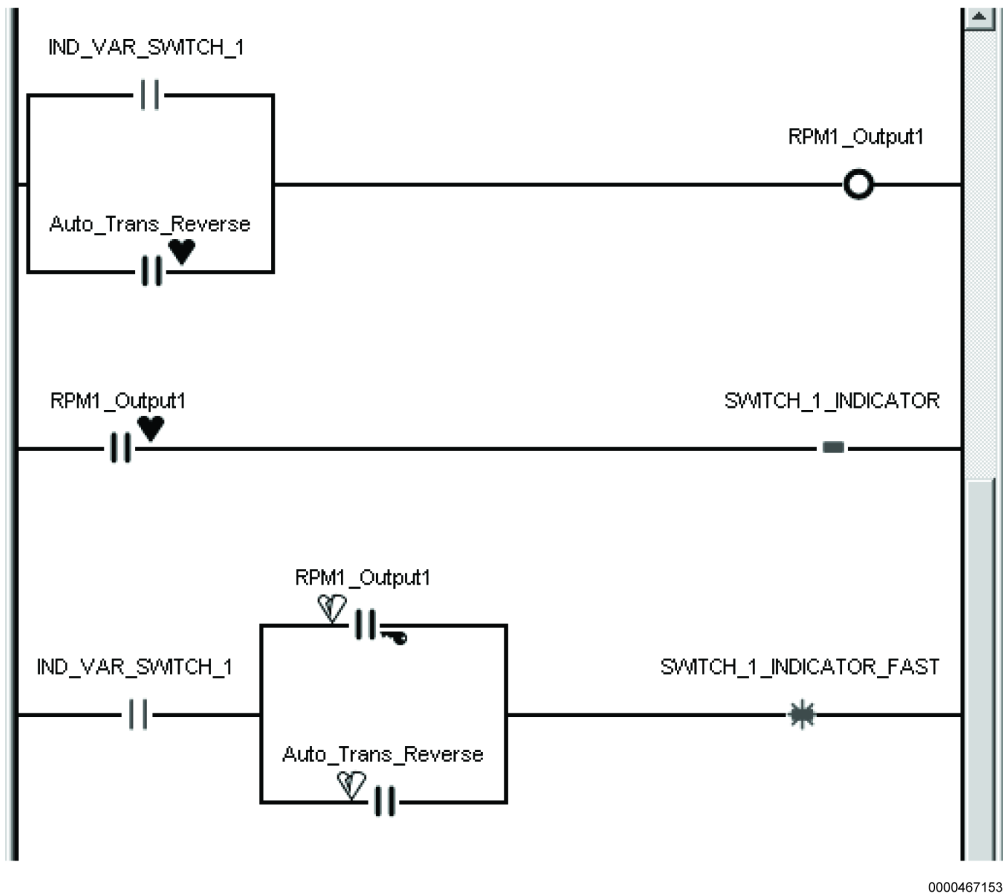 IND_VAR_SWITCH_1
RPM1_Output1
Auto_Trans_Reverse
RPM1_Output1
SWITCH_1_INDICATOR
RPM1_Output1
IND_VAR_SWITCH_1
SWITCH_1_INDICATOR_FAST
Auto_Trans_Reverse
0000467153